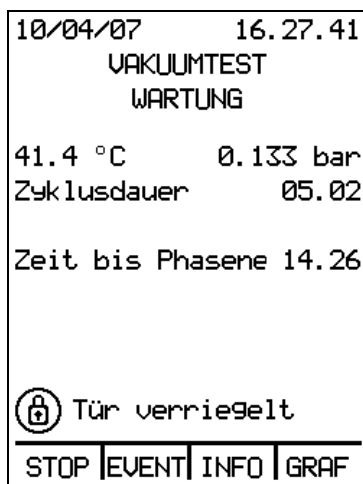 10/04/07 16.27.41
VAKUUMTEST
WARTUNG
41.4 °C 0.133 bar
Zyklusdauer 05.02
Zeit bis Phasene 14.26
Tür verriegelt
STOP EVENT INFO GRAF